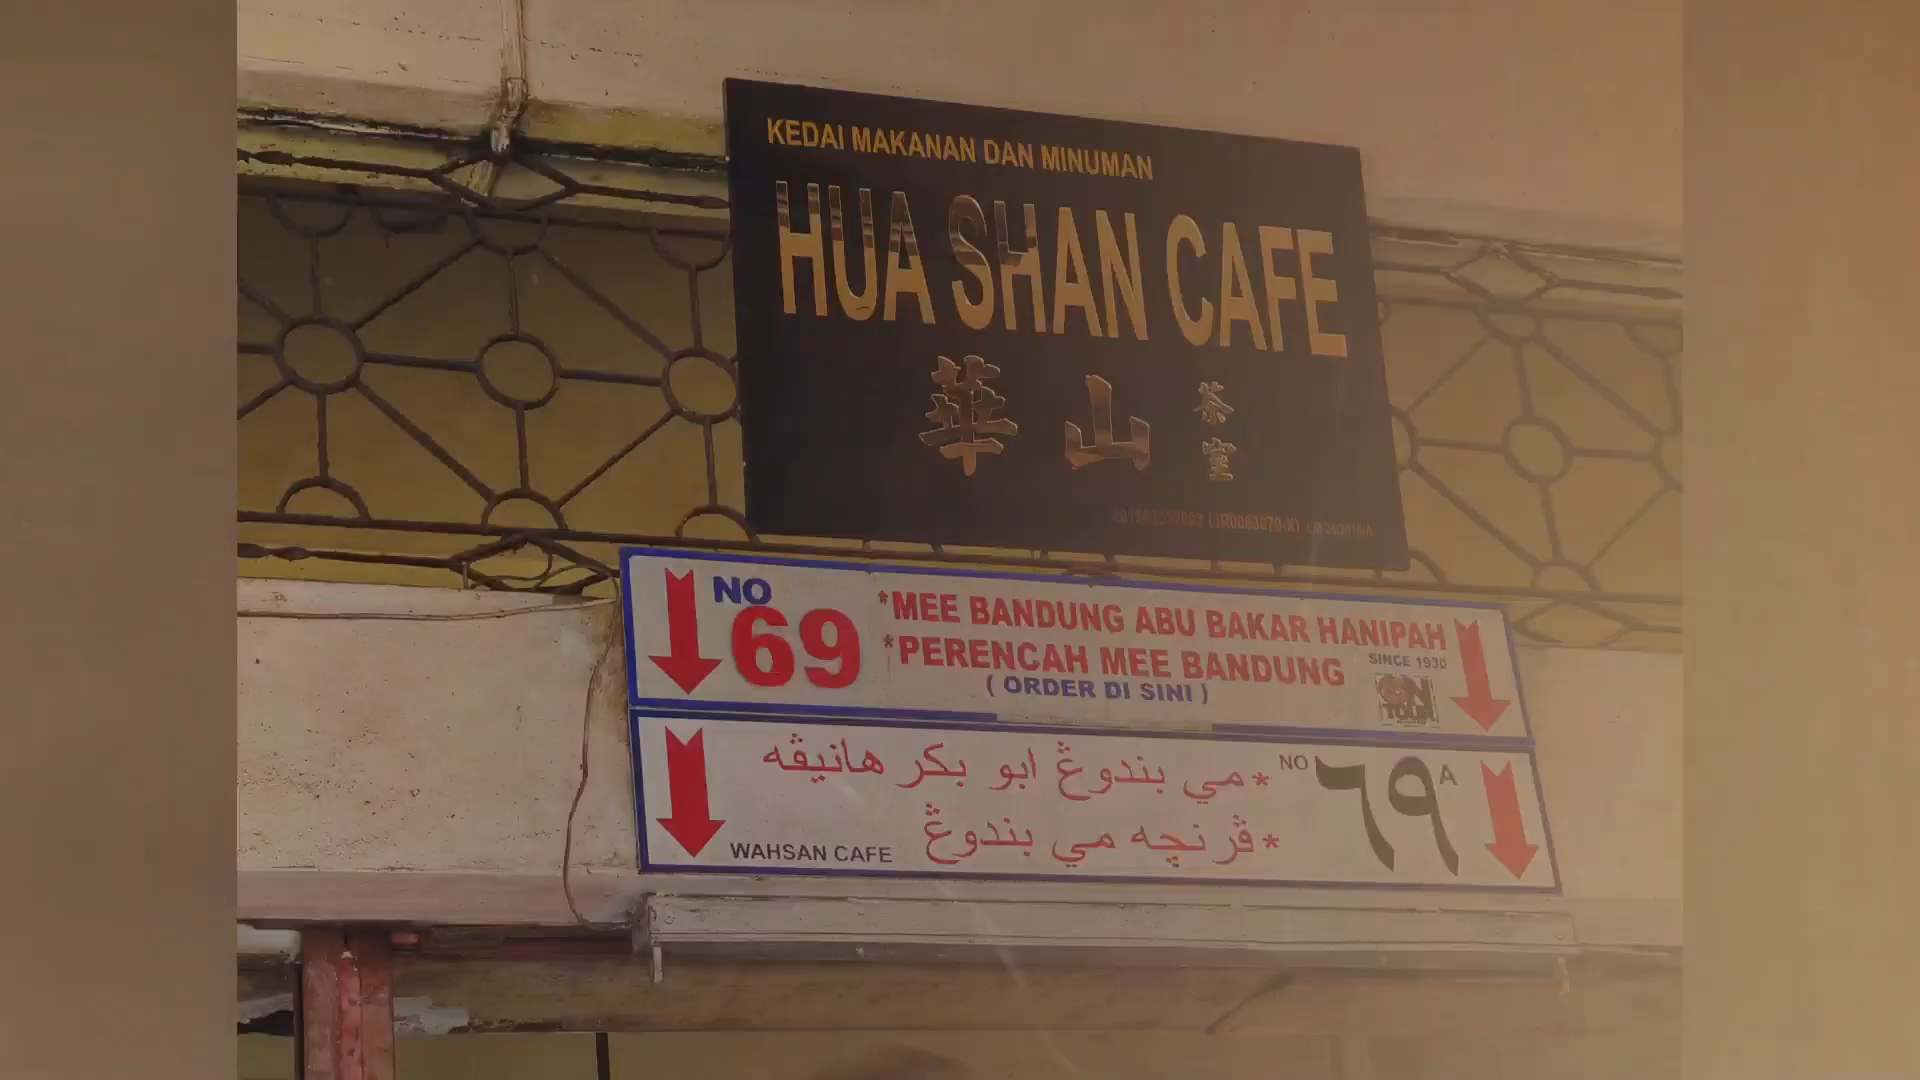 KEDAI MAKANAN DAN MINUMAN
HUA SHAN CAFE
華山茶室
NO
69
*MEE BANDUNG ABU BAKAR HANIPAH
*PERENCAH MEE BANDUNG
SINCE 1930
( ORDER DI SINI )
ON TOUR
*مي بندوڠ ابو بكر هانيڤه
NO ٦٩ A
*ڤرنچه مي بندوڠ
WAHSAN CAFE